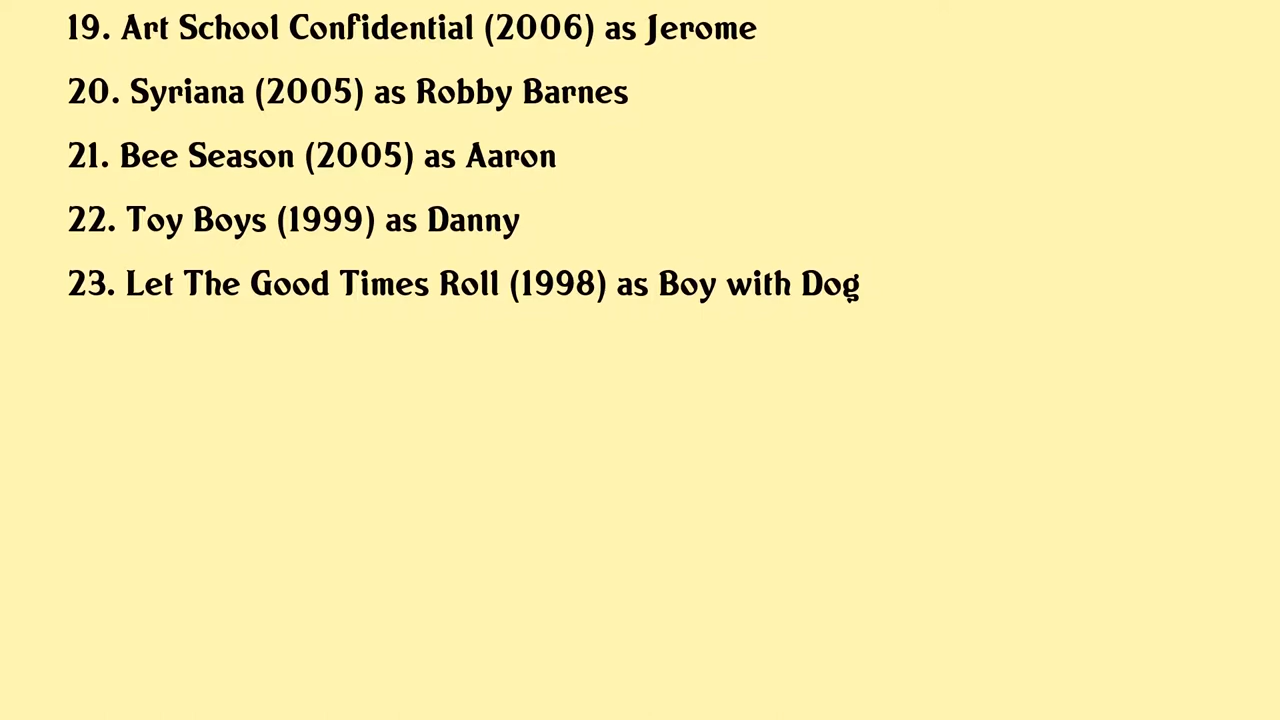 19. Art School Confidential (2006) as Jerome
20. Syriana (2005) as Robby Barnes
21. Bee Season (2005) as Aaron
22. Toy Boys (1999) as Danny
23. Let The Good Times Roll (1998) as Boy with Dog